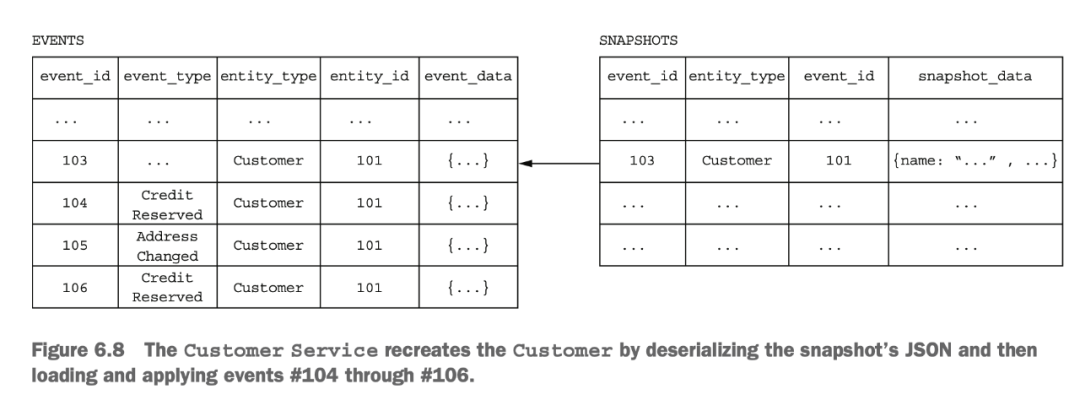 EVENTS
event_id event_type entity_type entity_id event_data
... ... ... ... ...
103 ... Customer 101 {...}
104 Credit Reserved Customer 101 {...}
105 Address Changed Customer 101 {...}
106 Credit Reserved Customer 101 {...}
SNAPSHOTS
event_id entity_type event_id snapshot_data
... ... ... ...
103 Customer 101 {name: “...” , ...}
... ... ... ...
... ... ... ...
Figure 6.8 The Customer Service recreates the Customer by deserializing the snapshot’s JSON and then
loading and applying events #104 through #106.